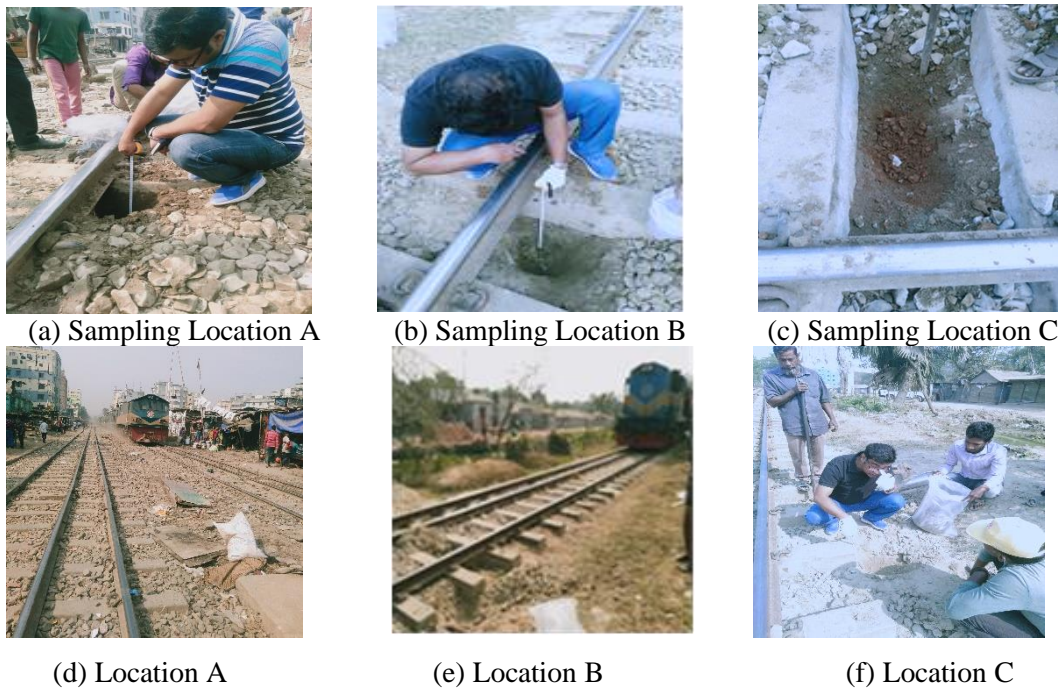 (a) Sampling Location A
(b) Sampling Location B
(c) Sampling Location C
(d) Location A
(e) Location B
(f) Location C